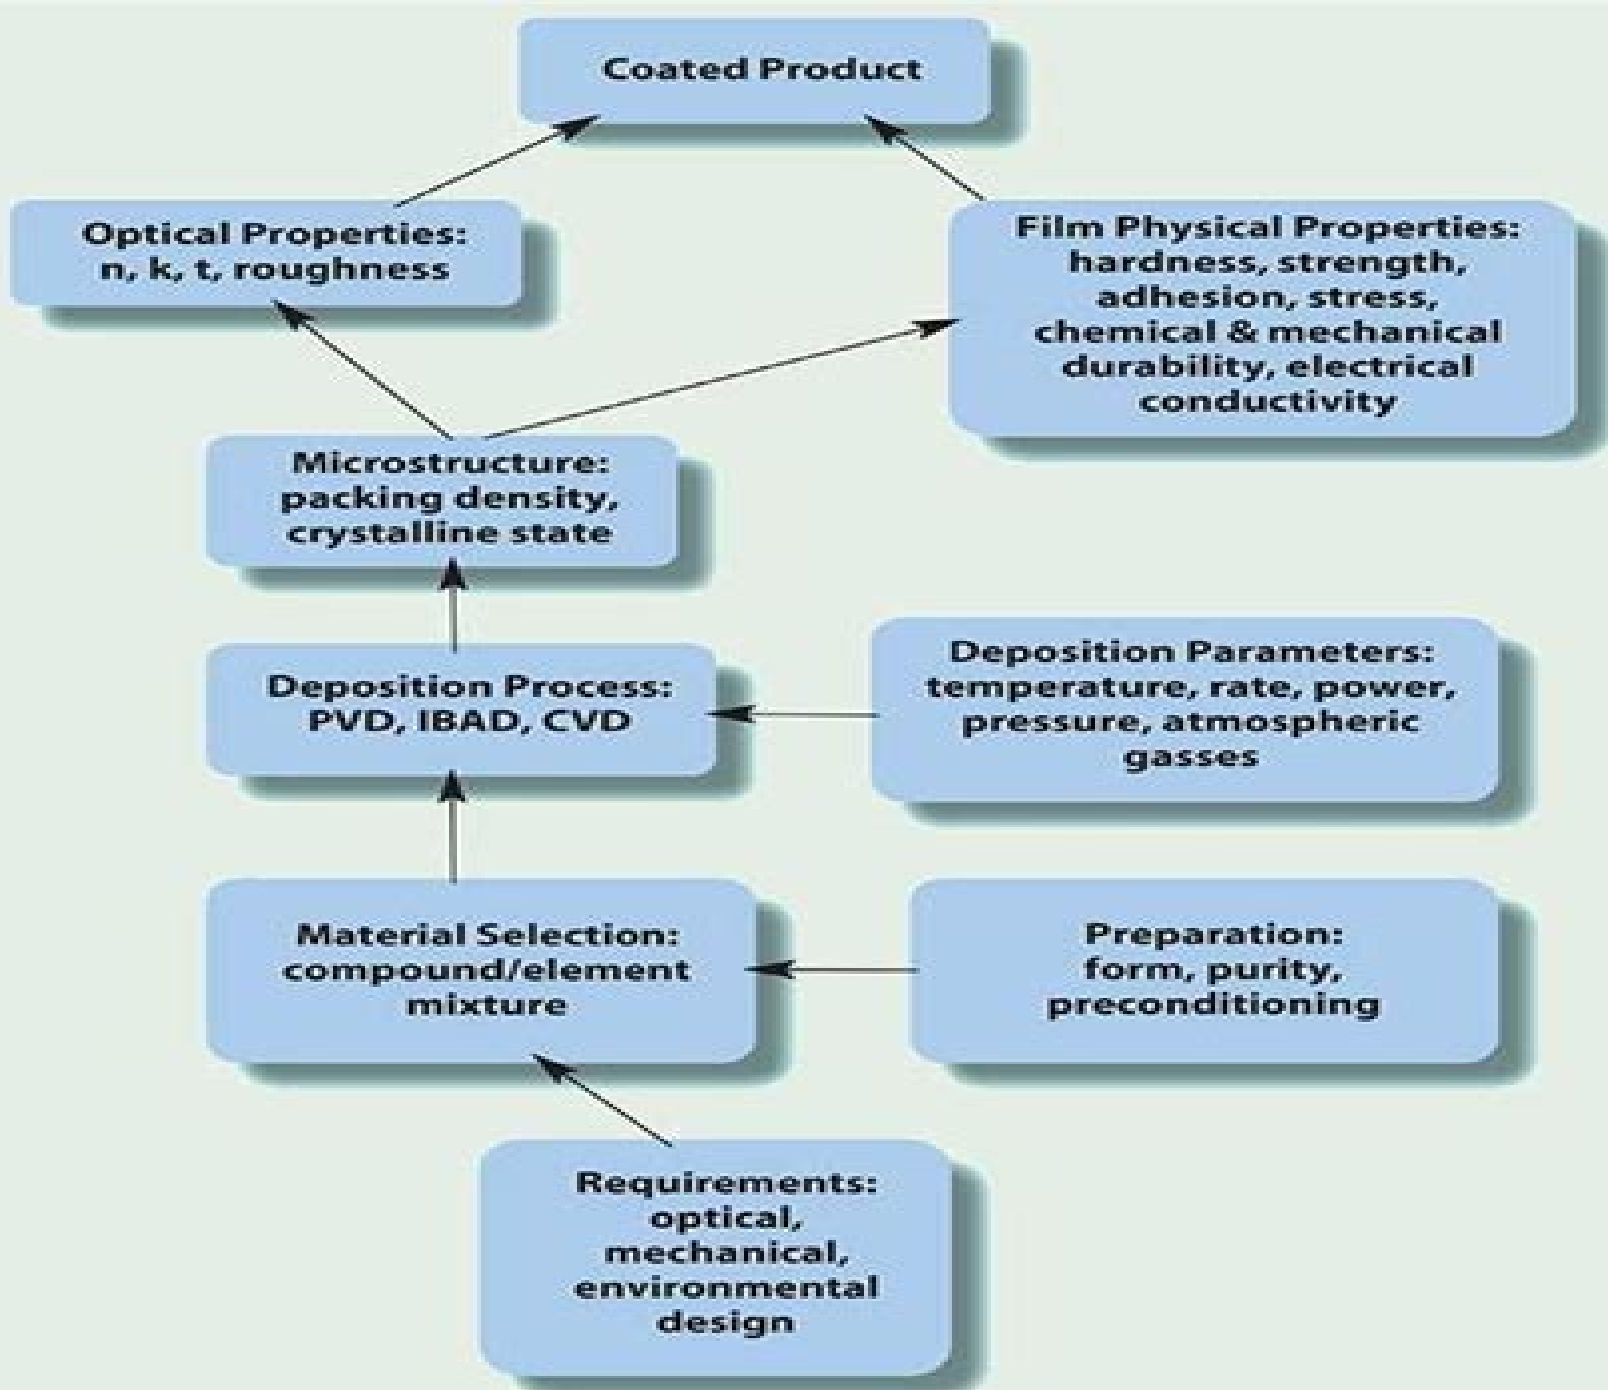 Coated Product
Optical Properties:
n, k, t, roughness
Film Physical Properties:
hardness, strength,
adhesion, stress,
chemical & mechanical
durability, electrical
conductivity
Microstructure:
packing density,
crystalline state
Deposition Process:
PVD, IBAD, CVD
Deposition Parameters:
temperature, rate, power,
pressure, atmospheric
gasses
Material Selection:
compound/element
mixture
Preparation:
form, purity,
preconditioning
Requirements:
optical,
mechanical,
environmental
design